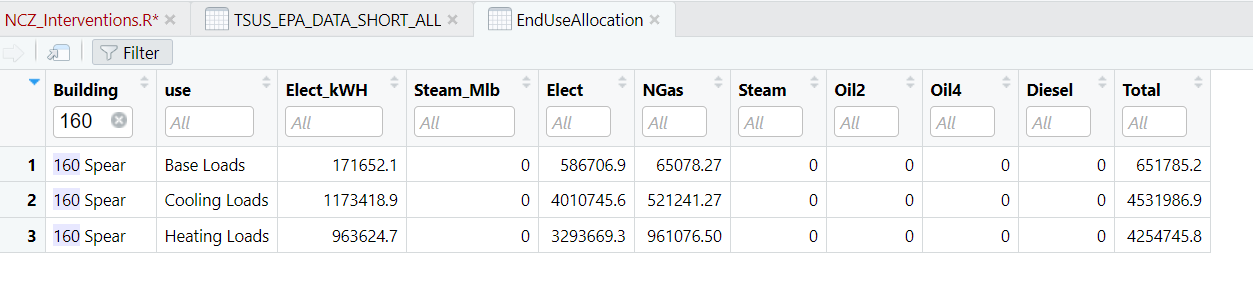 NCZ_Interventions.R* TSUS_EPA_DATA_SHORT_ALL EndUseAllocation
Filter
Building use Elect_kWH Steam_Mlb Elect NGas Steam Oil2 Oil4 Diesel Total
160 All All All All All All All All All All
1 160 Spear Base Loads 171652.1 0 586706.9 65078.27 0 0 0 0 651785.2
2 160 Spear Cooling Loads 1173418.9 0 4010745.6 521241.27 0 0 0 0 4531986.9
3 160 Spear Heating Loads 963624.7 0 3293669.3 961076.50 0 0 0 0 4254745.8